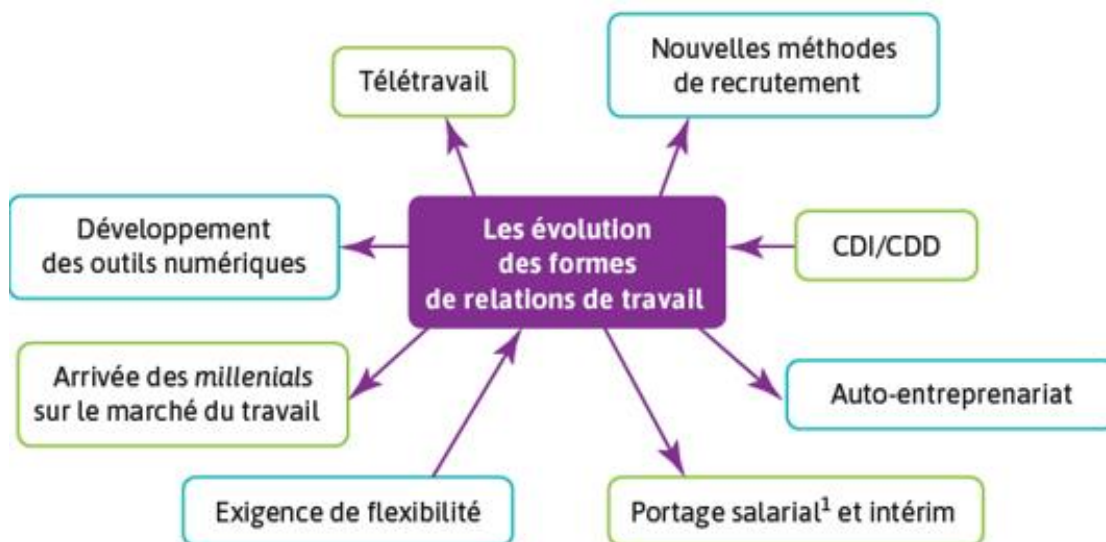 Nouvelles méthodes
de recrutement
Télétravail
Les évolution
des formes
de relations de travail
Développement
des outils numériques
CDI/CDD
Arrivée des millenials
sur le marché du travail
Auto-entreprenariat
Exigence de flexibilité
Portage salarial¹ et intérim